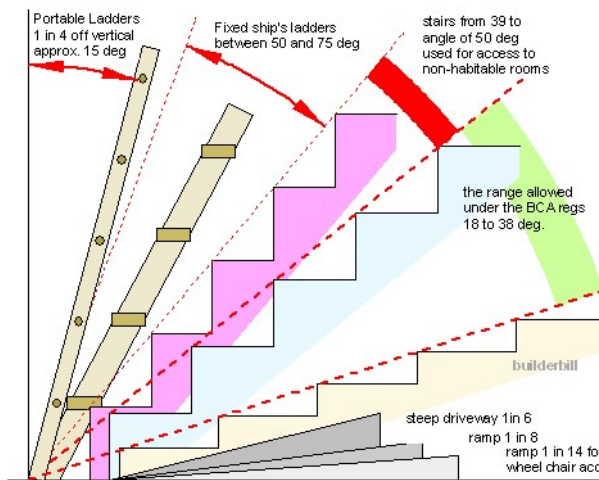 Portable Ladders
1 in 4 off vertical
approx. 15 deg
Fixed ship's ladders
between 50 and 75 deg
stairs from 39 to
angle of 50 deg
used for access to
non-habitable rooms
the range allowed
under the BCA regs
18 to 38 deg.
builderbill
steep driveway 1in 6
ramp 1 in 8
ramp 1 in 14 fo
wheel chair acc